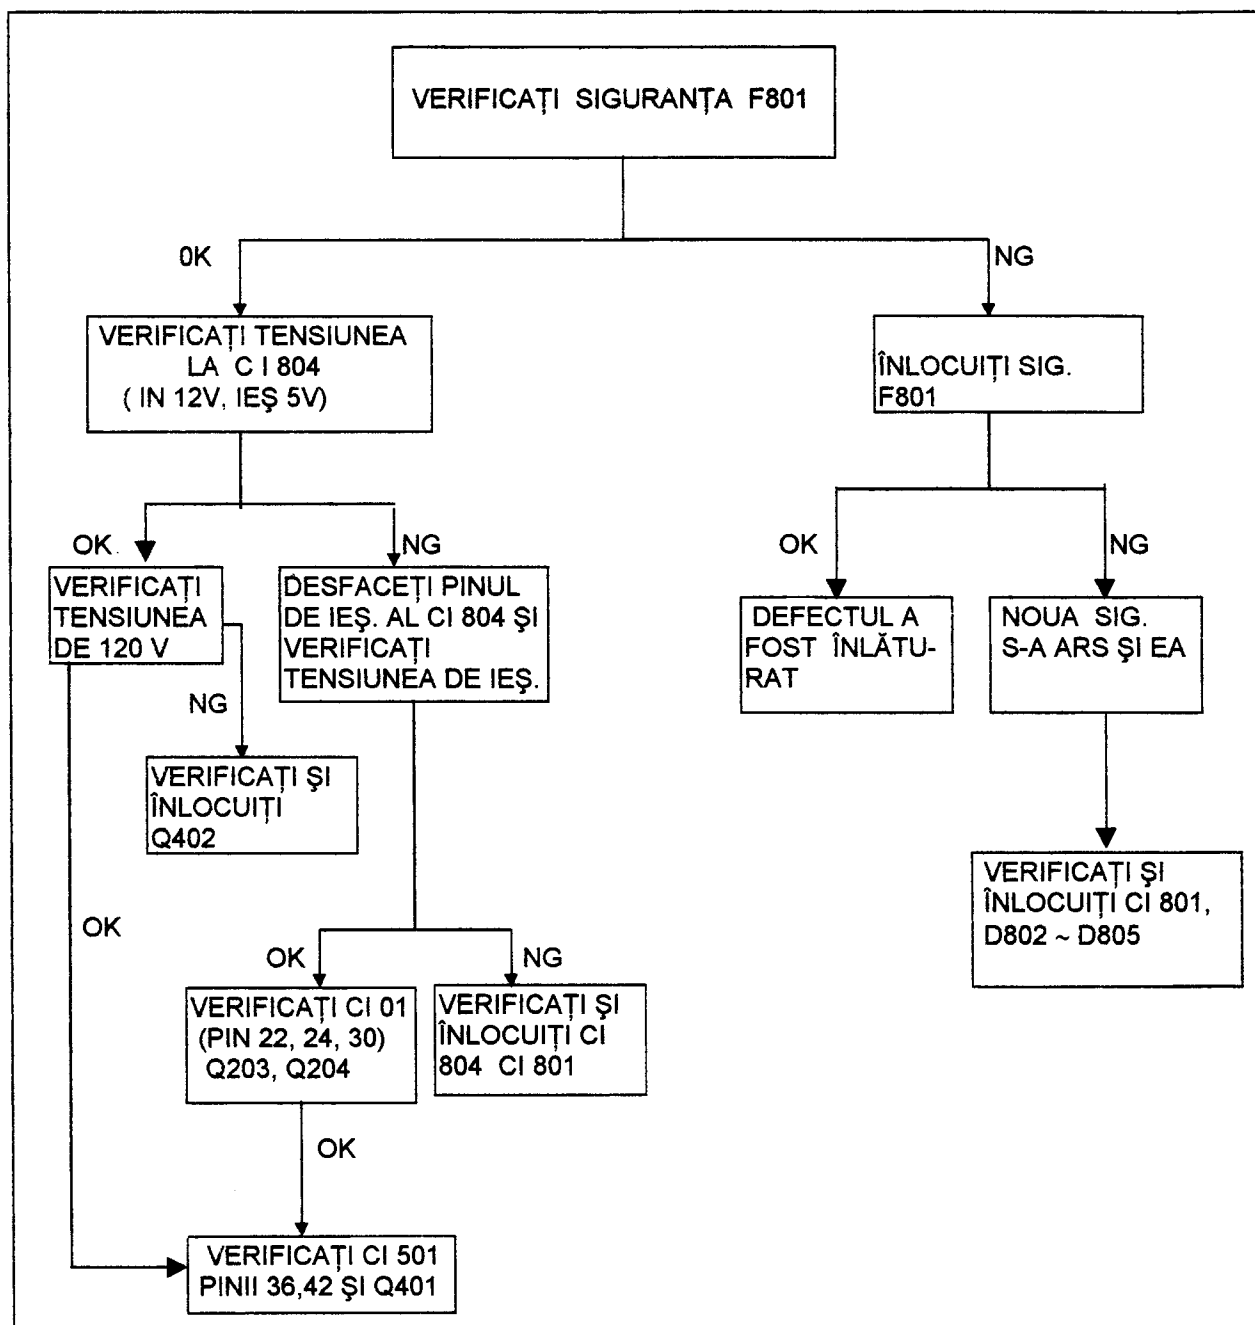 VERIFICAȚI SIGURANȚA F801
0K
NG
VERIFICAȚI TENSIUNEA
LA C I 804
( IN 12V, IEŞ 5V)
ÎNLOCUIȚI SIG.
F801
OK
NG
OK
NG
VERIFICAȚI
TENSIUNEA
DE 120 V
DESFACEȚI PINUL
DE IEŞ. AL CI 804 ŞI
VERIFICAȚI
TENSIUNEA DE IEŞ.
DEFECTUL A
FOST ÎNLĂTU-
RAT
NOUA SIG.
S-A ARS ŞI EA
NG
VERIFICAȚI ŞI
ÎNLOCUIȚI
Q402
VERIFICAȚI ŞI
ÎNLOCUIȚI CI 801,
D802 ~ D805
OK
OK
NG
VERIFICAȚI CI 01
(PIN 22, 24, 30)
Q203, Q204
VERIFICAȚI ŞI
ÎNLOCUIȚI CI
804 CI 801
OK
VERIFICAȚI CI 501
PINII 36,42 ŞI Q401